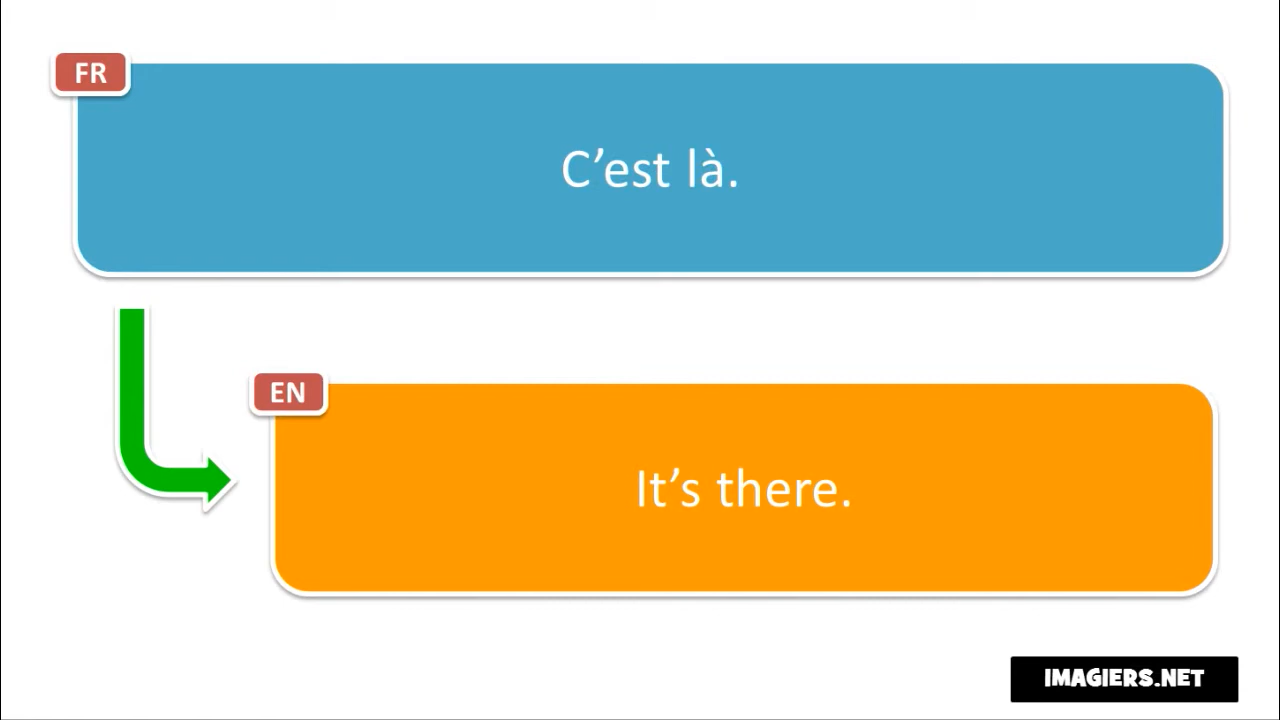 FR
C’est là.
EN
It’s there.
IMAGIERS.NET